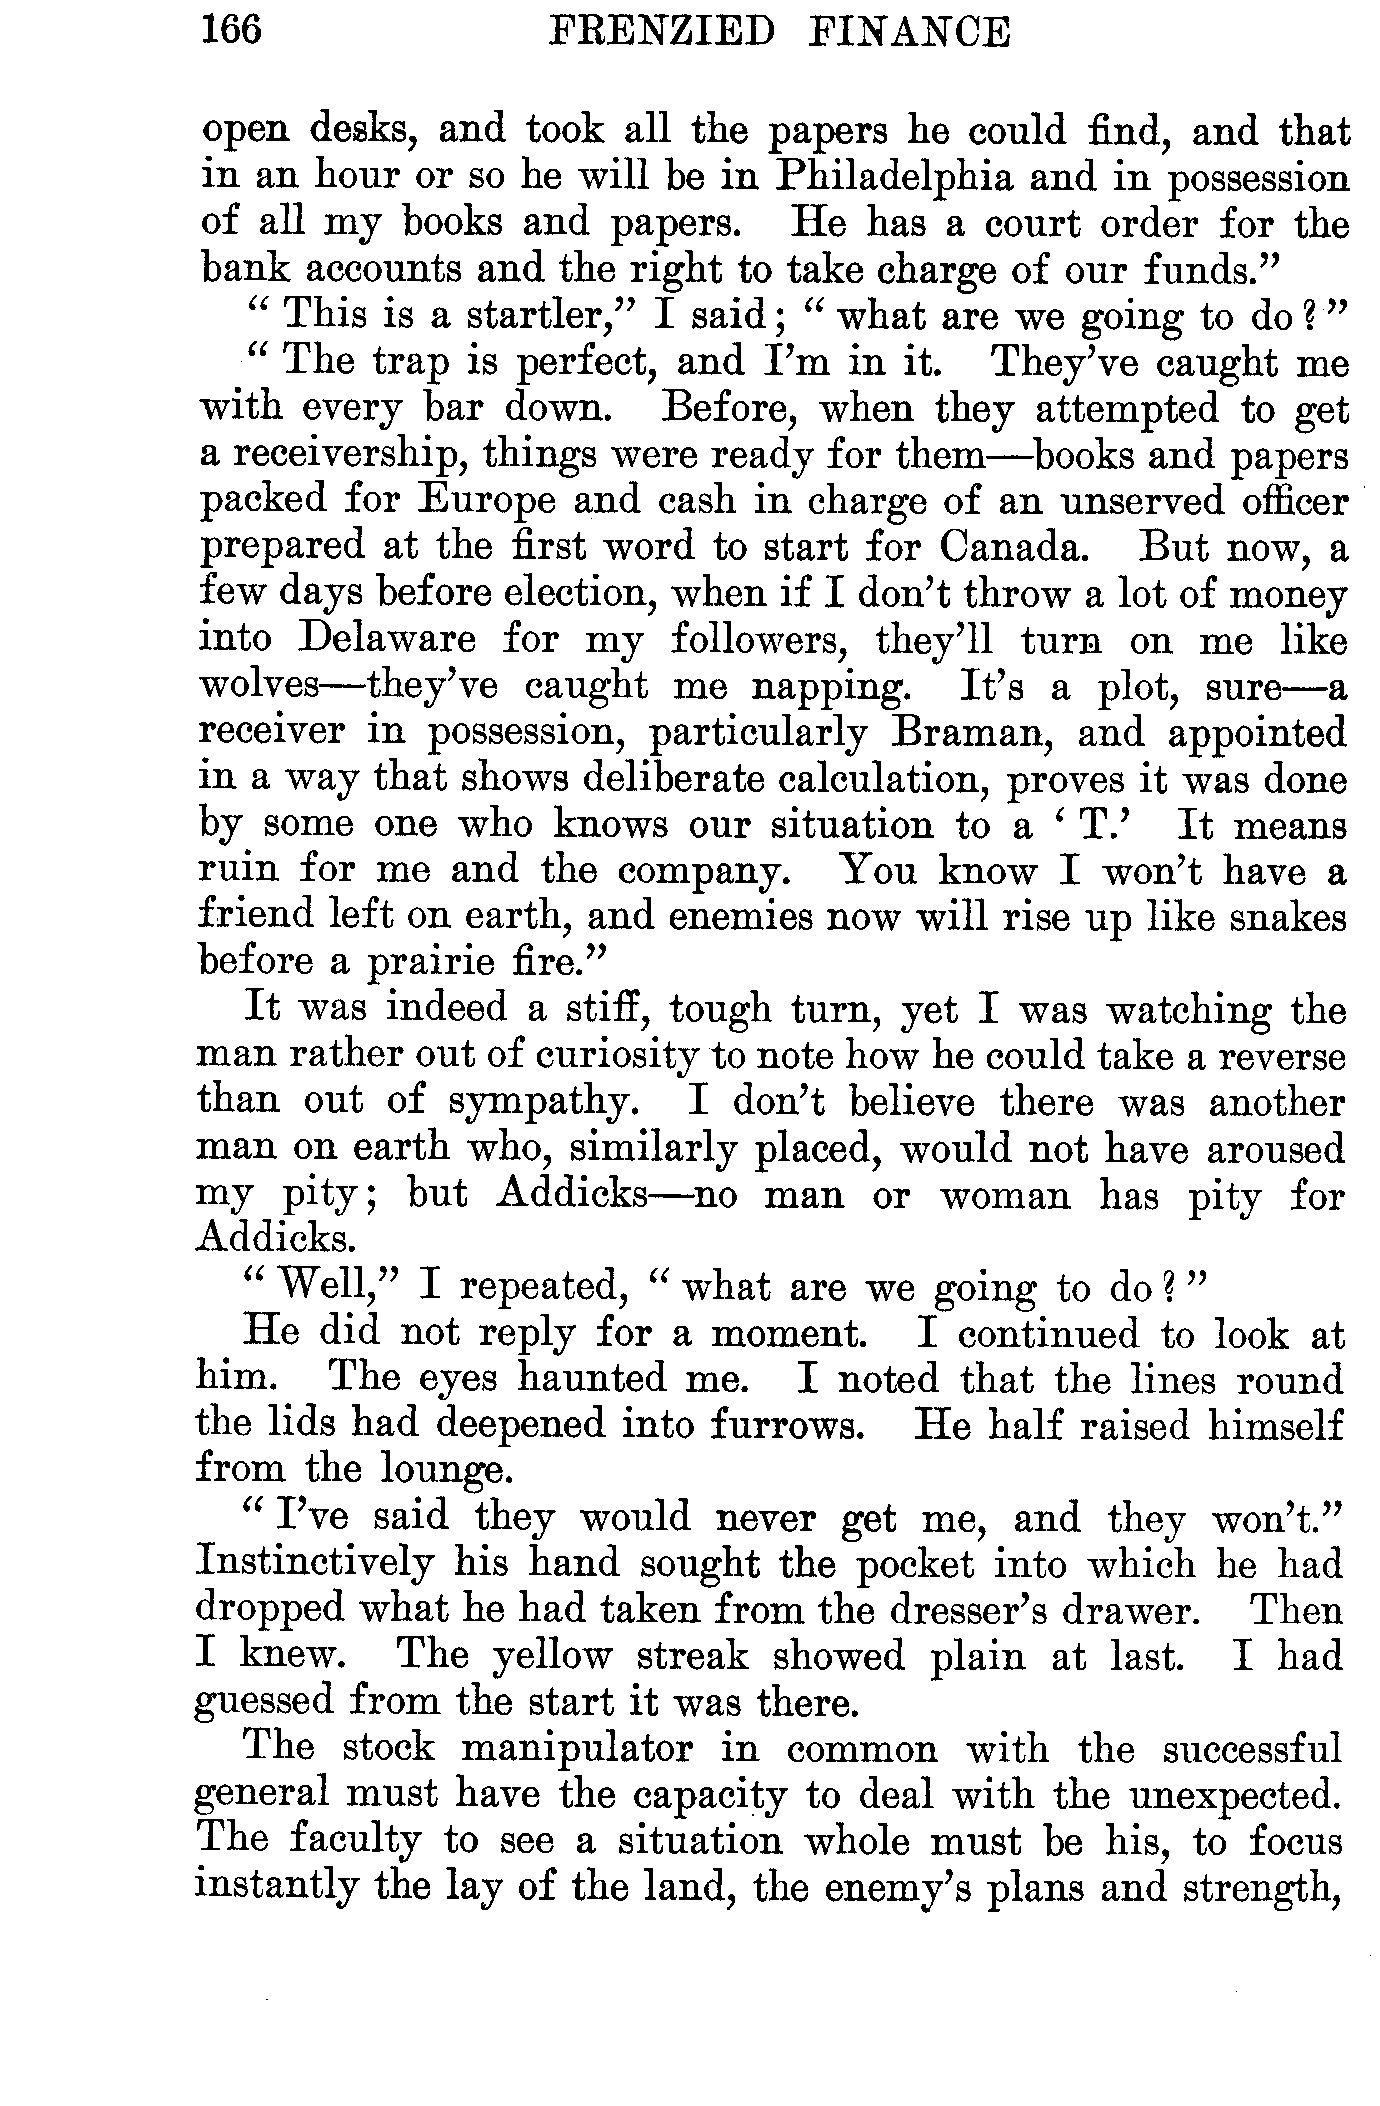 166 FRENZIED FINANCE
open desks, and took all the papers he could find, and that
in an hour or so he will be in Philadelphia and in possession
of all my books and papers. He has a court order for the
bank accounts and the right to take charge of our funds.”
“ This is a startler,” I said; “ what are we going to do? ”
“ The trap is perfect, and I’m in it. They’ve caught me
with every bar down. Before, when they attempted to get
a receivership, things were ready for them—books and papers
packed for Europe and cash in charge of an unserved officer
prepared at the first word to start for Canada. But now, a
few days before election, when if I don’t throw a lot of money
into Delaware for my followers, they’ll turn on me like
wolves—they’ve caught me napping. It’s a plot, sure—a
receiver in possession, particularly Braman, and appointed
in a way that shows deliberate calculation, proves it was done
by some one who knows our situation to a ‘ T.’ It means
ruin for me and the company. You know I won’t have a
friend left on earth, and enemies now will rise up like snakes
before a prairie fire.”
It was indeed a stiff, tough turn, yet I was watching the
man rather out of curiosity to note how he could take a reverse
than out of sympathy. I don’t believe there was another
man on earth who, similarly placed, would not have aroused
my pity; but Addicks—no man or woman has pity for
Addicks.
“ Well,” I repeated, “ what are we going to do? ”
He did not reply for a moment. I continued to look at
him. The eyes haunted me. I noted that the lines round
the lids had deepened into furrows. He half raised himself
from the lounge.
“ I’ve said they would never get me, and they won’t.”
Instinctively his hand sought the pocket into which he had
dropped what he had taken from the dresser’s drawer. Then
I knew. The yellow streak showed plain at last. I had
guessed from the start it was there.
The stock manipulator in common with the successful
general must have the capacity to deal with the unexpected.
The faculty to see a situation whole must be his, to focus
instantly the lay of the land, the enemy’s plans and strength,